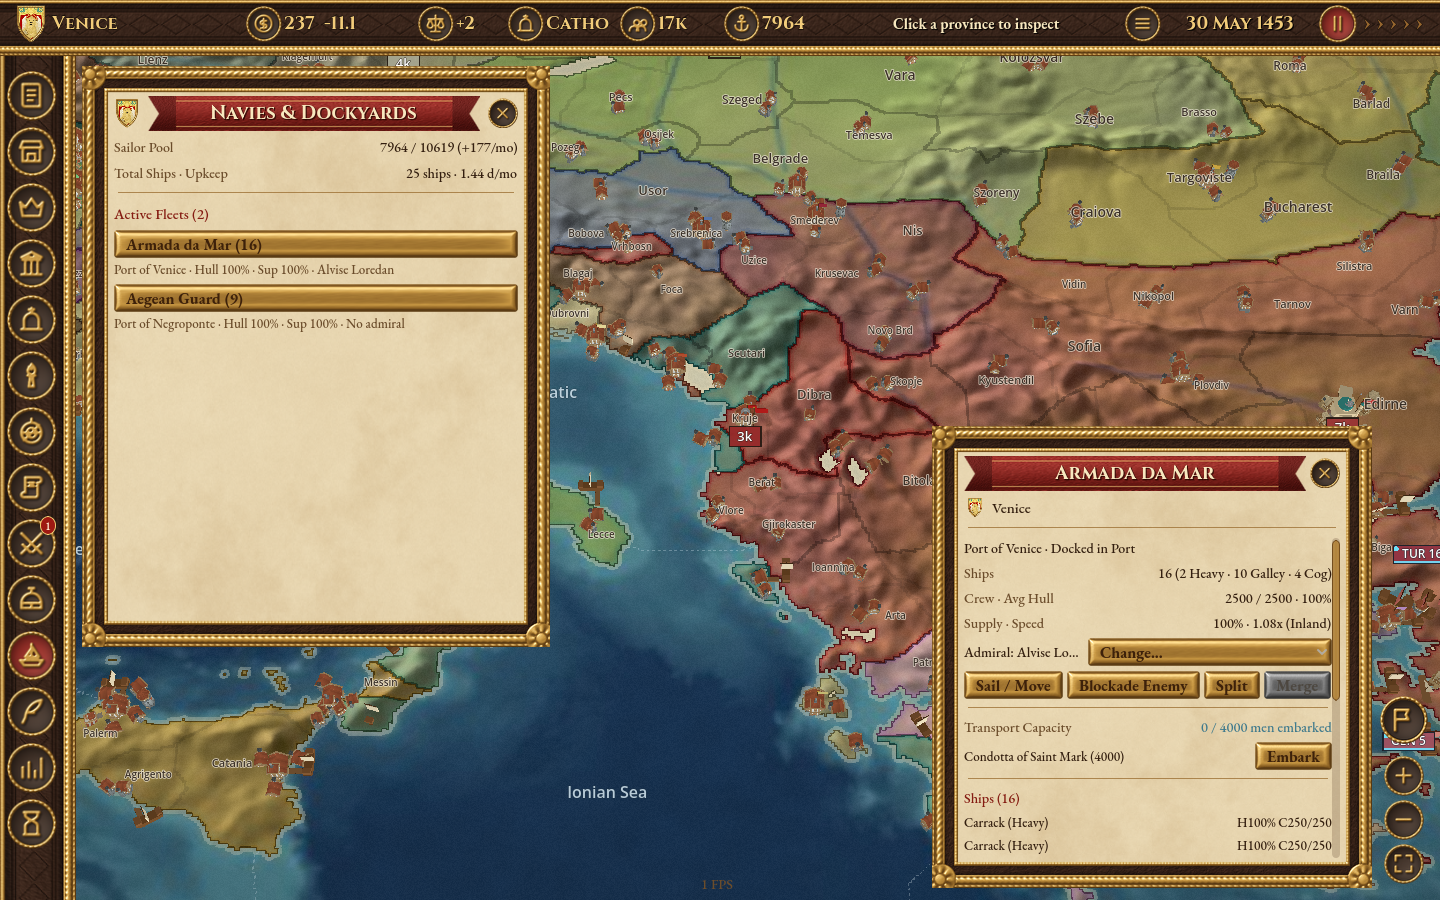 VENICE
237 -11.1
+2
CATHO
17K
7964
Click a province to inspect
30 MAY 1453
NAVIES & DOCKYARDS
Sailor Pool
7964 / 10619 (+177/mo)
Total Ships · Upkeep
25 ships · 1.44 d/mo
Active Fleets (2)
Armada da Mar (16)
Port of Venice · Hull 100% · Sup 100% · Alvise Loredan
Aegean Guard (9)
Port of Negroponte · Hull 100% · Sup 100% · No admiral
1
Lienz
4k
Vara
Kolozsvar
Roma
Pecs
Szeged
Szebe
Brasso
Barlad
Osijek
Temesva
Pozeg
Belgrade
Usor
Szoreny
Targoviste
Braila
Craiova
Bucharest
Smederev
Bobova
Srebrenica
Vrhbosn
Nis
Uzice
Silistra
Blagaj
Foca
Krusevac
Vidin
Nikopol
Tarnov
Varn
ubrovni
Novo Brd
Scutari
Sofia
Skopje
Kyustendil
Plovdiv
atic
Dibra
Edirne
Kruje
3k
Berat
Bitol
Vlore
Gjirokaster
Lecce
Ioannina
Biga
TUR 16
Arta
Patr
Messin
Palerm
Catania
Agrigento
Ionian Sea
1 FPS
ARMADA DA MAR
Venice
Port of Venice · Docked in Port
Ships
16 (2 Heavy · 10 Galley · 4 Cog)
Crew · Avg Hull
2500 / 2500 · 100%
Supply · Speed
100% · 1.08x (Inland)
Admiral: Alvise Lo...
Change...
Sail / Move
Blockade Enemy
Split
Merge
Transport Capacity
0 / 4000 men embarked
Condotta of Saint Mark (4000)
Embark
Ships (16)
Carrack (Heavy)
H100% C250/250
Carrack (Heavy)
H100% C250/250